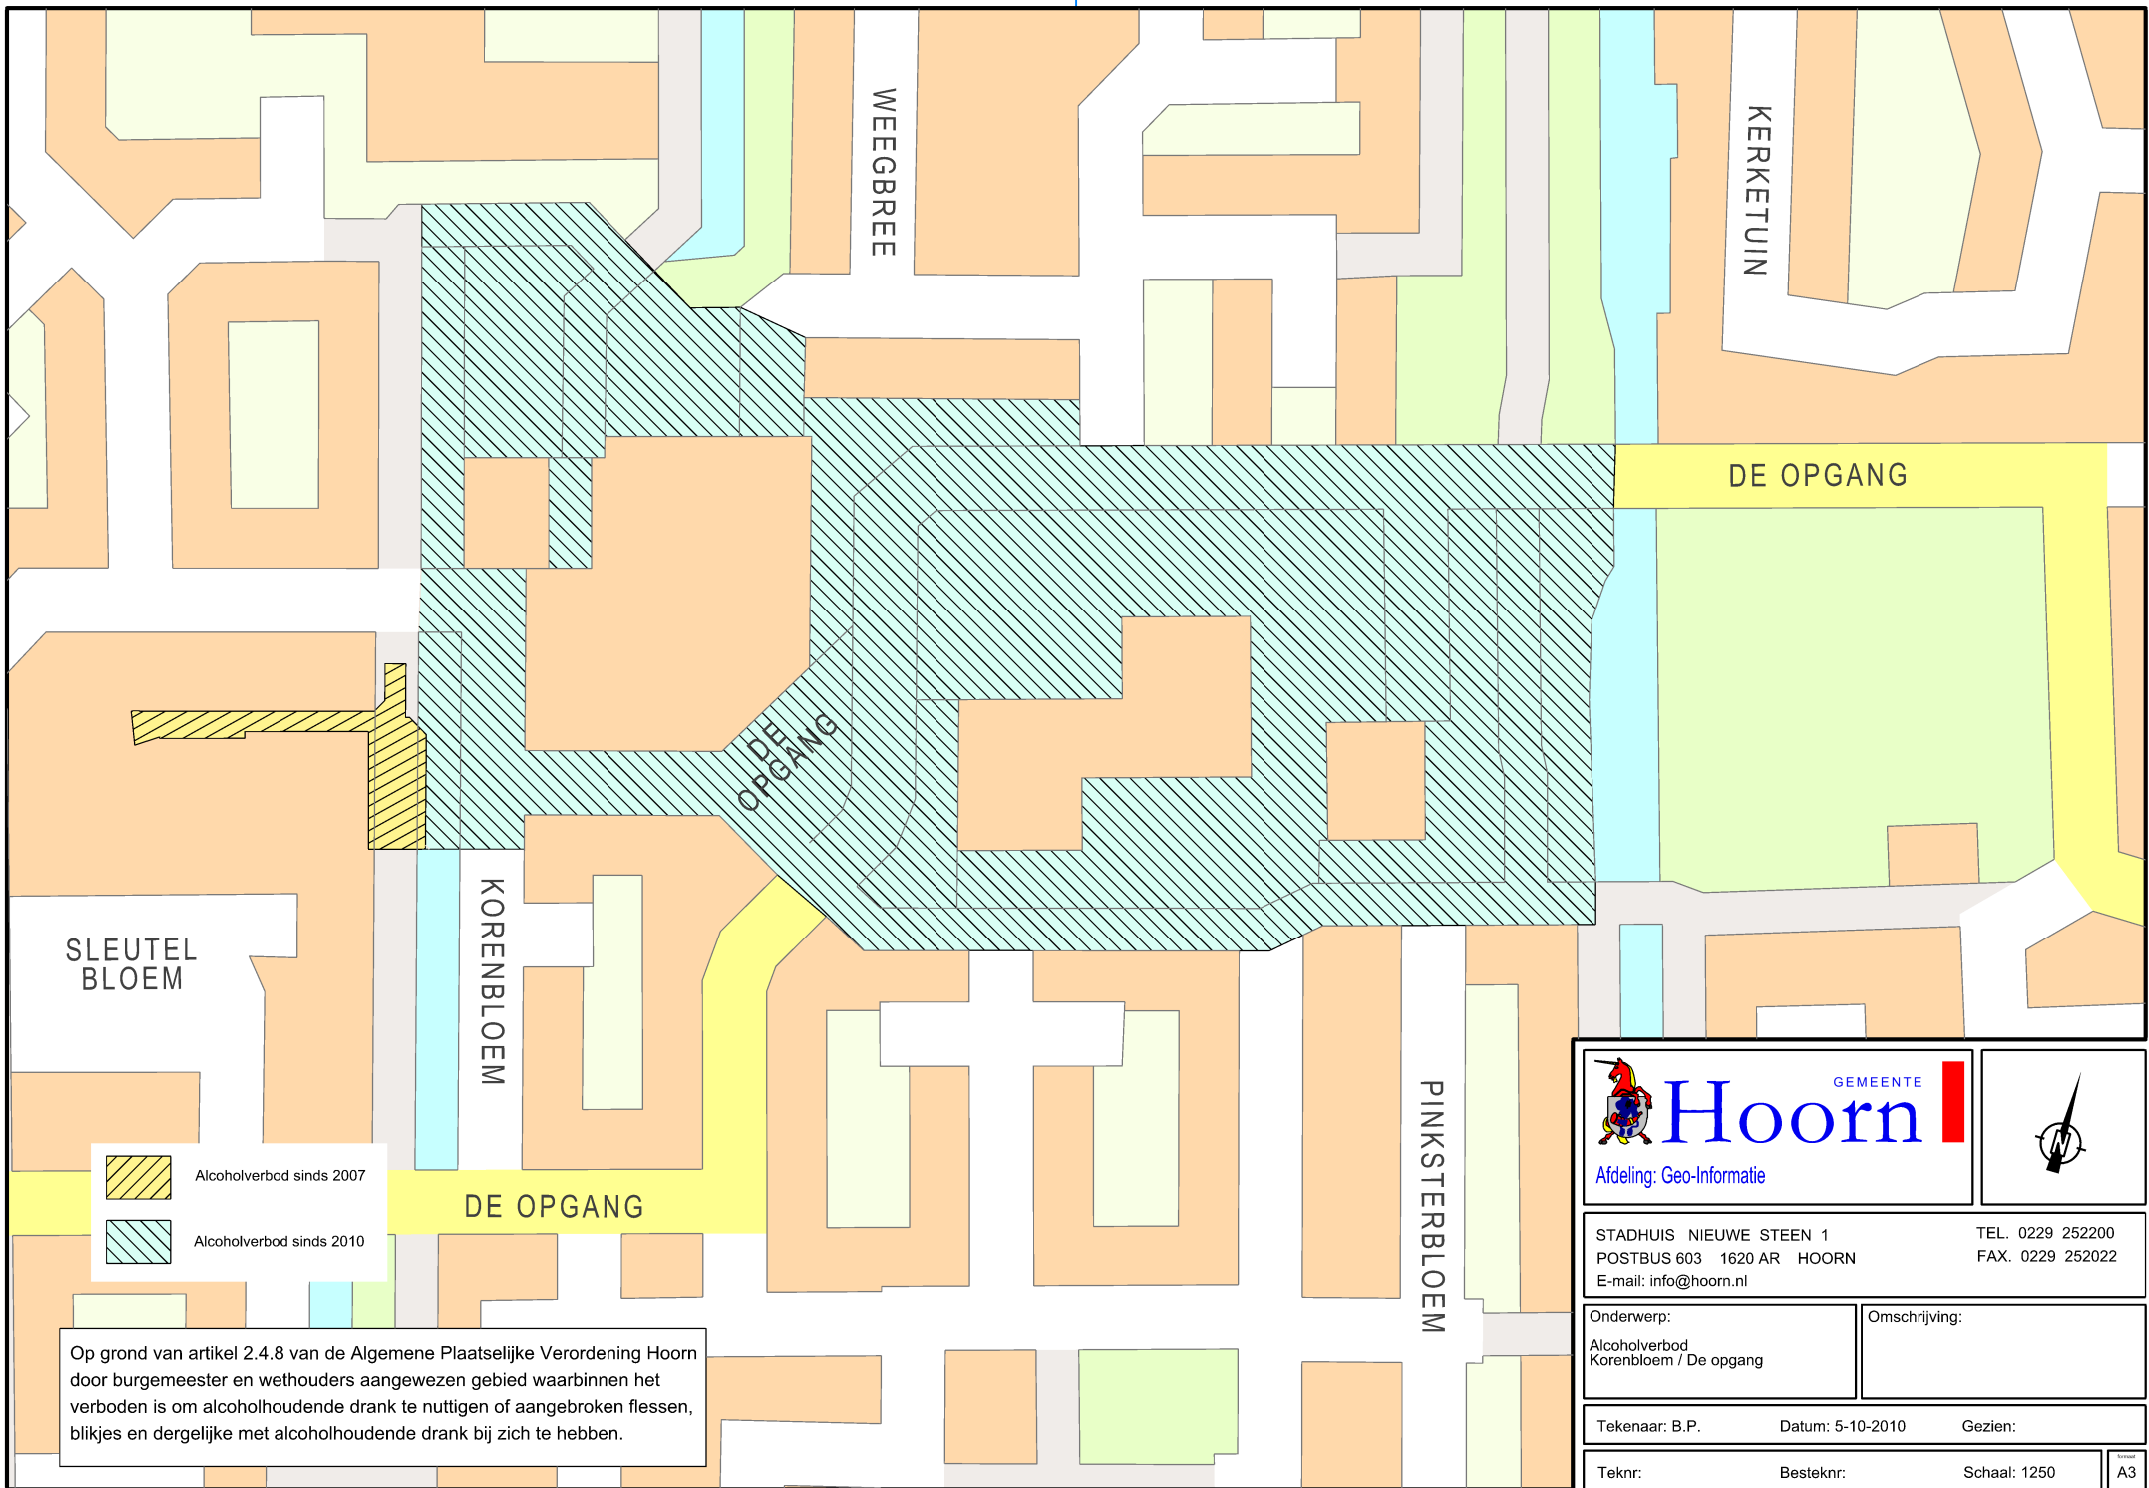 WEEGBREE
KERKETUIN
DE OPGANG
DE
OPGANG
SLEUTEL
BLOEM
KORENBLOEM
PINKSTERBLOEM
DE OPGANG
Alcoholverbod sinds 2007
Alcoholverbod sinds 2010
Op grond van artikel 2.4.8 van de Algemene Plaatselijke Verordening Hoorn
door burgemeester en wethouders aangewezen gebied waarbinnen het
verboden is om alcoholhoudende drank te nuttigen of aangebroken flessen,
blikjes en dergelijke met alcoholhoudende drank bij zich te hebben.
GEMEENTE
Hoorn
Afdeling: Geo-Informatie
STADHUIS NIEUWE STEEN 1 TEL. 0229 252200
POSTBUS 603 1620 AR HOORN FAX. 0229 252022
E-mail: info@hoorn.nl
Onderwerp: Omschrijving:
Alcoholverbod
Korenbloem / De opgang
Tekenaar: B.P. Datum: 5-10-2010 Gezien:
formaat
Teknr: Besteknr: Schaal: 1250 A3